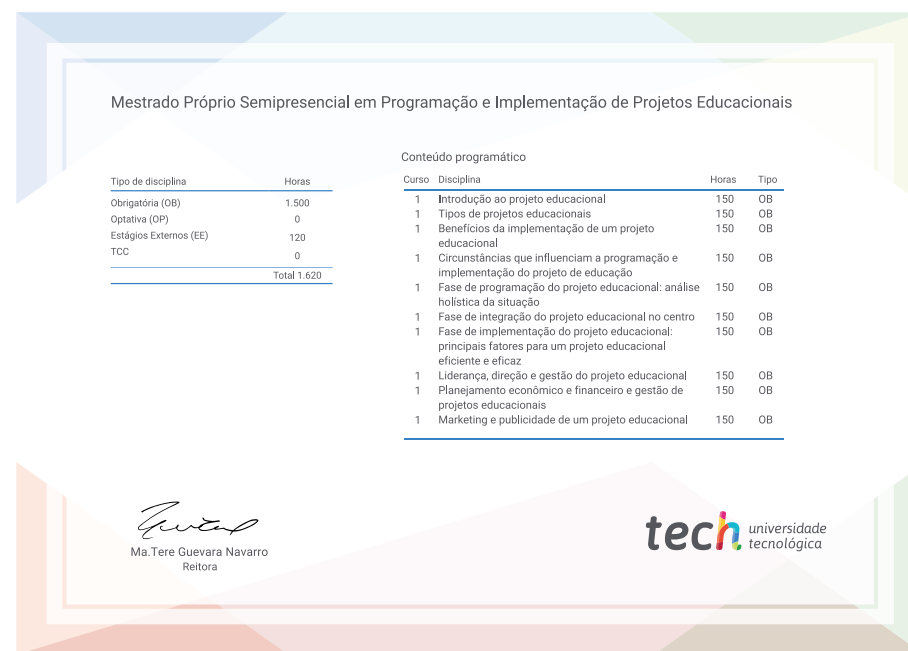 Mestrado Próprio Semipresencial em Programação e Implementação de Projetos Educacionais
Tipo de disciplina Horas
Obrigatória (OB) 1.500
Optativa (OP) 0
Estágios Externos (EE) 120
TCC 0
Total 1.620
Conteúdo programático
Curso Disciplina Horas Tipo
1 Introdução ao projeto educacional 150 OB
1 Tipos de projetos educacionais 150 OB
1 Benefícios da implementação de um projeto 150 OB
educacional
1 Circunstâncias que influenciam a programação e 150 OB
implementação do projeto de educação
1 Fase de programação do projeto educacional: análise 150 OB
holística da situação
1 Fase de integração do projeto educacional no centro 150 OB
1 Fase de implementação do projeto educacional: 150 OB
principais fatores para um projeto educacional
eficiente e eficaz
1 Liderança, direção e gestão do projeto educacional 150 OB
1 Planejamento econômico e financeiro e gestão de 150 OB
projetos educacionais
1 Marketing e publicidade de um projeto educacional 150 OB
Ma.Tere Guevara Navarro
Reitora
tech universidade
tecnológica